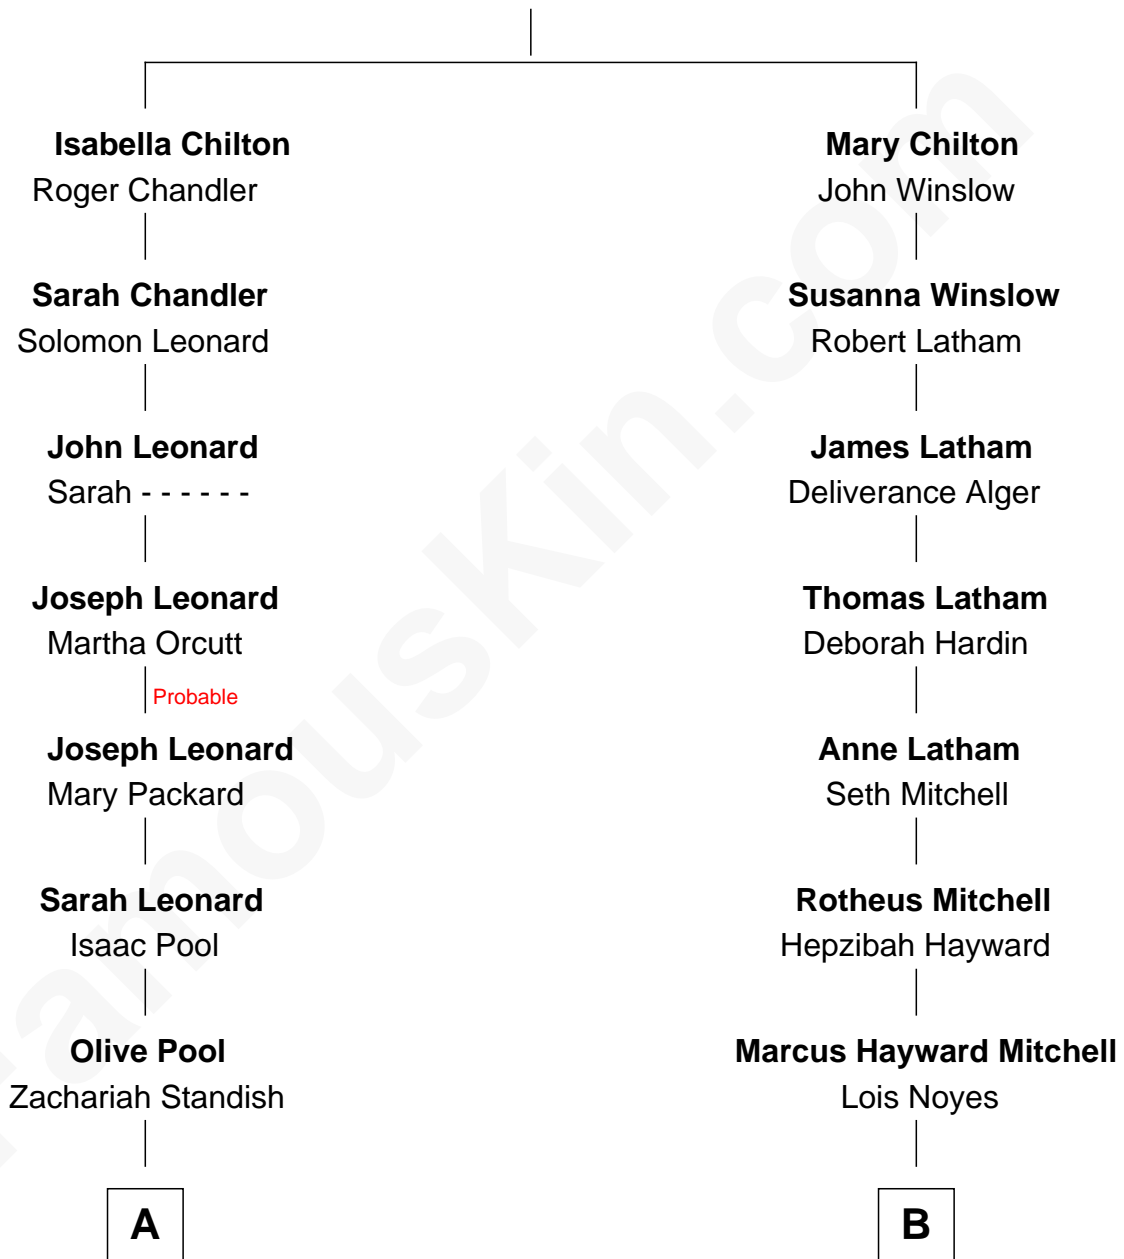 Isabella Chilton
Roger Chandler
Sarah Chandler
Solomon Leonard
John Leonard
Sarah - - - - - -
Joseph Leonard
Martha Orcutt
Probable
Joseph Leonard
Mary Packard
Sarah Leonard
Isaac Pool
Olive Pool
Zachariah Standish
A
Mary Chilton
John Winslow
Susanna Winslow
Robert Latham
James Latham
Deliverance Alger
Thomas Latham
Deborah Hardin
Anne Latham
Seth Mitchell
Rotheus Mitchell
Hepzibah Hayward
Marcus Hayward Mitchell
Lois Noyes
B
FamousKin.com